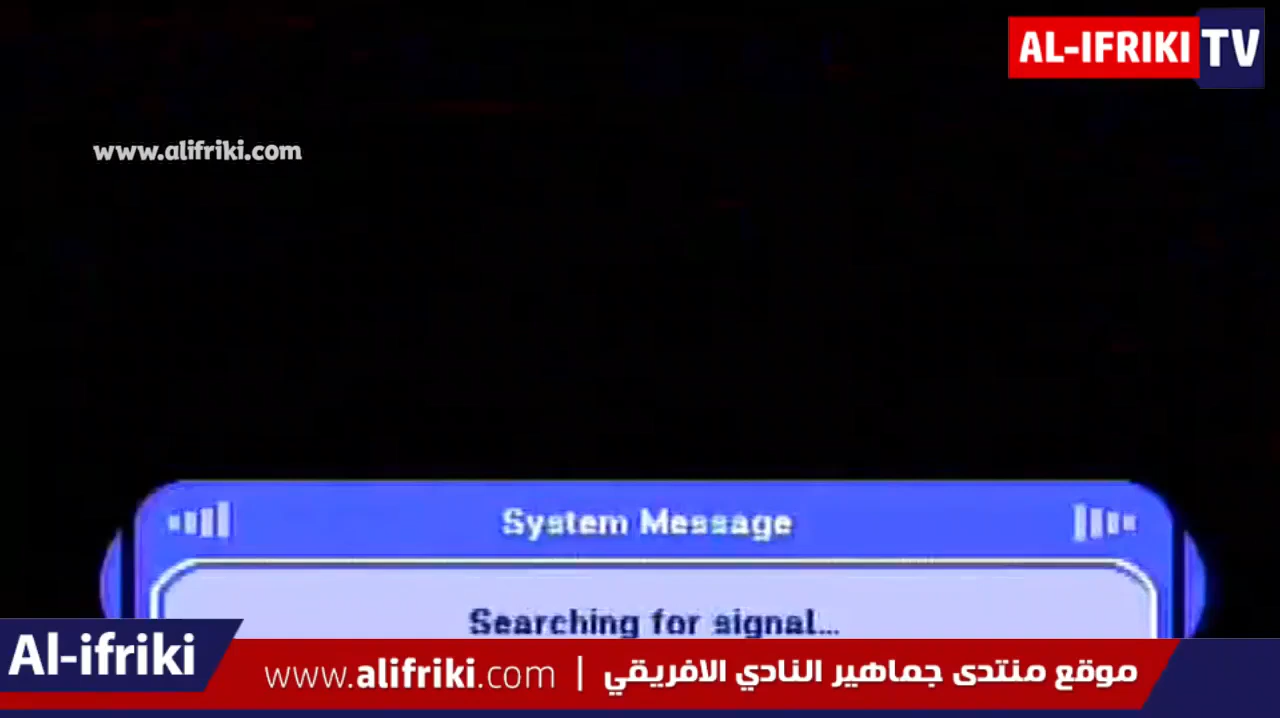 AL-IFRIKI TV
www.alifriki.com
System Message
Searching for signal...
Al-ifriki
www.alifriki.com | موقع منتدى جماهير النادي الافريقي